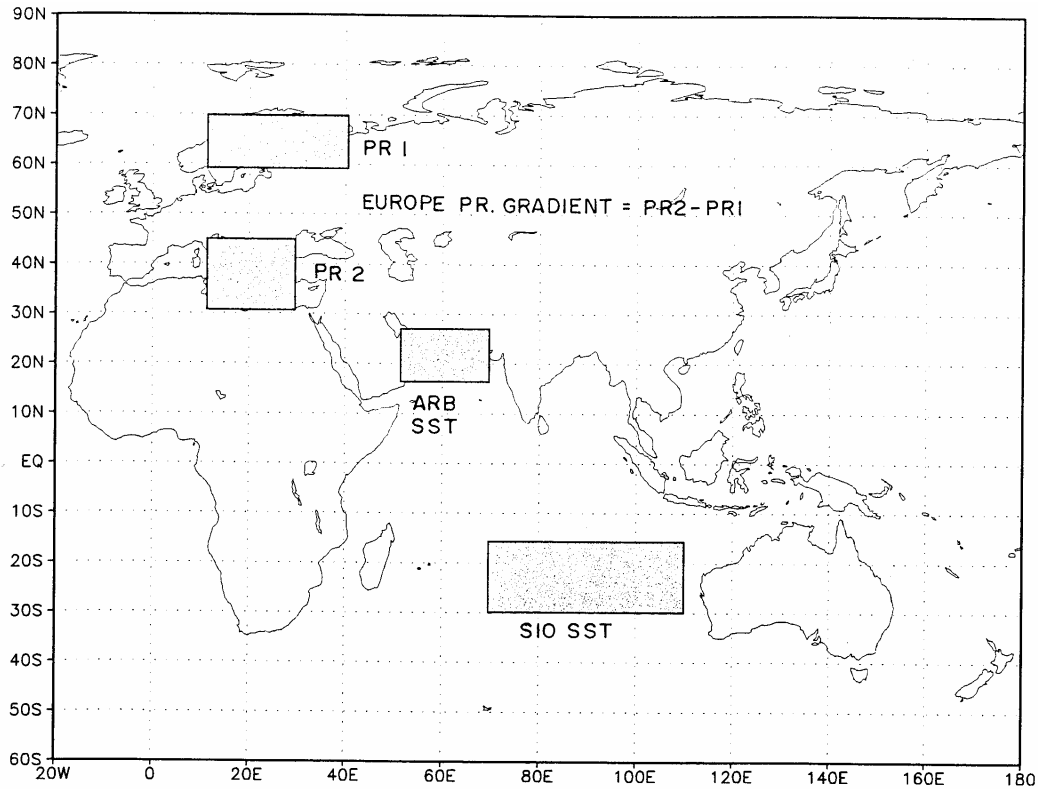 90N
80N
70N
60N
50N
40N
30N
20N
10N
EQ
10S
20S
30S
40S
50S
60S
PR 1
EUROPE PR. GRADIENT = PR2-PR1
PR 2
ARB
SST
SIO SST
20W 0 20E 40E 60E 80E 100E 120E 140E 160E 180